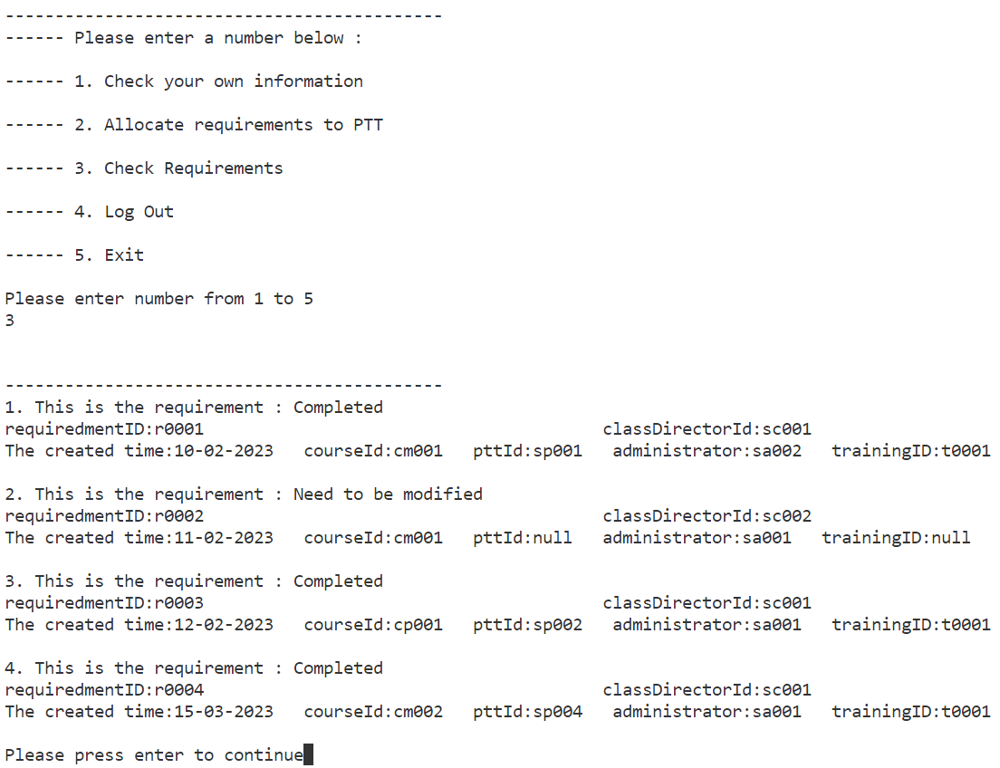 --------------------------------------------
------ Please enter a number below :
------ 1. Check your own information
------ 2. Allocate requirements to PTT
------ 3. Check Requirements
------ 4. Log Out
------ 5. Exit
Please enter number from 1 to 5
3
--------------------------------------------
1. This is the requirement : Completed
requiredmentID:r0001                                        classDirectorId:sc001
The created time:10-02-2023   courseId:cm001   pttId:sp001   administrator:sa002   trainingID:t0001
2. This is the requirement : Need to be modified
requiredmentID:r0002                                        classDirectorId:sc002
The created time:11-02-2023   courseId:cm001   pttId:null   administrator:sa001   trainingID:null
3. This is the requirement : Completed
requiredmentID:r0003                                        classDirectorId:sc001
The created time:12-02-2023   courseId:cp001   pttId:sp002   administrator:sa001   trainingID:t0001
4. This is the requirement : Completed
requiredmentID:r0004                                        classDirectorId:sc001
The created time:15-03-2023   courseId:cm002   pttId:sp004   administrator:sa001   trainingID:t0001
Please press enter to continue